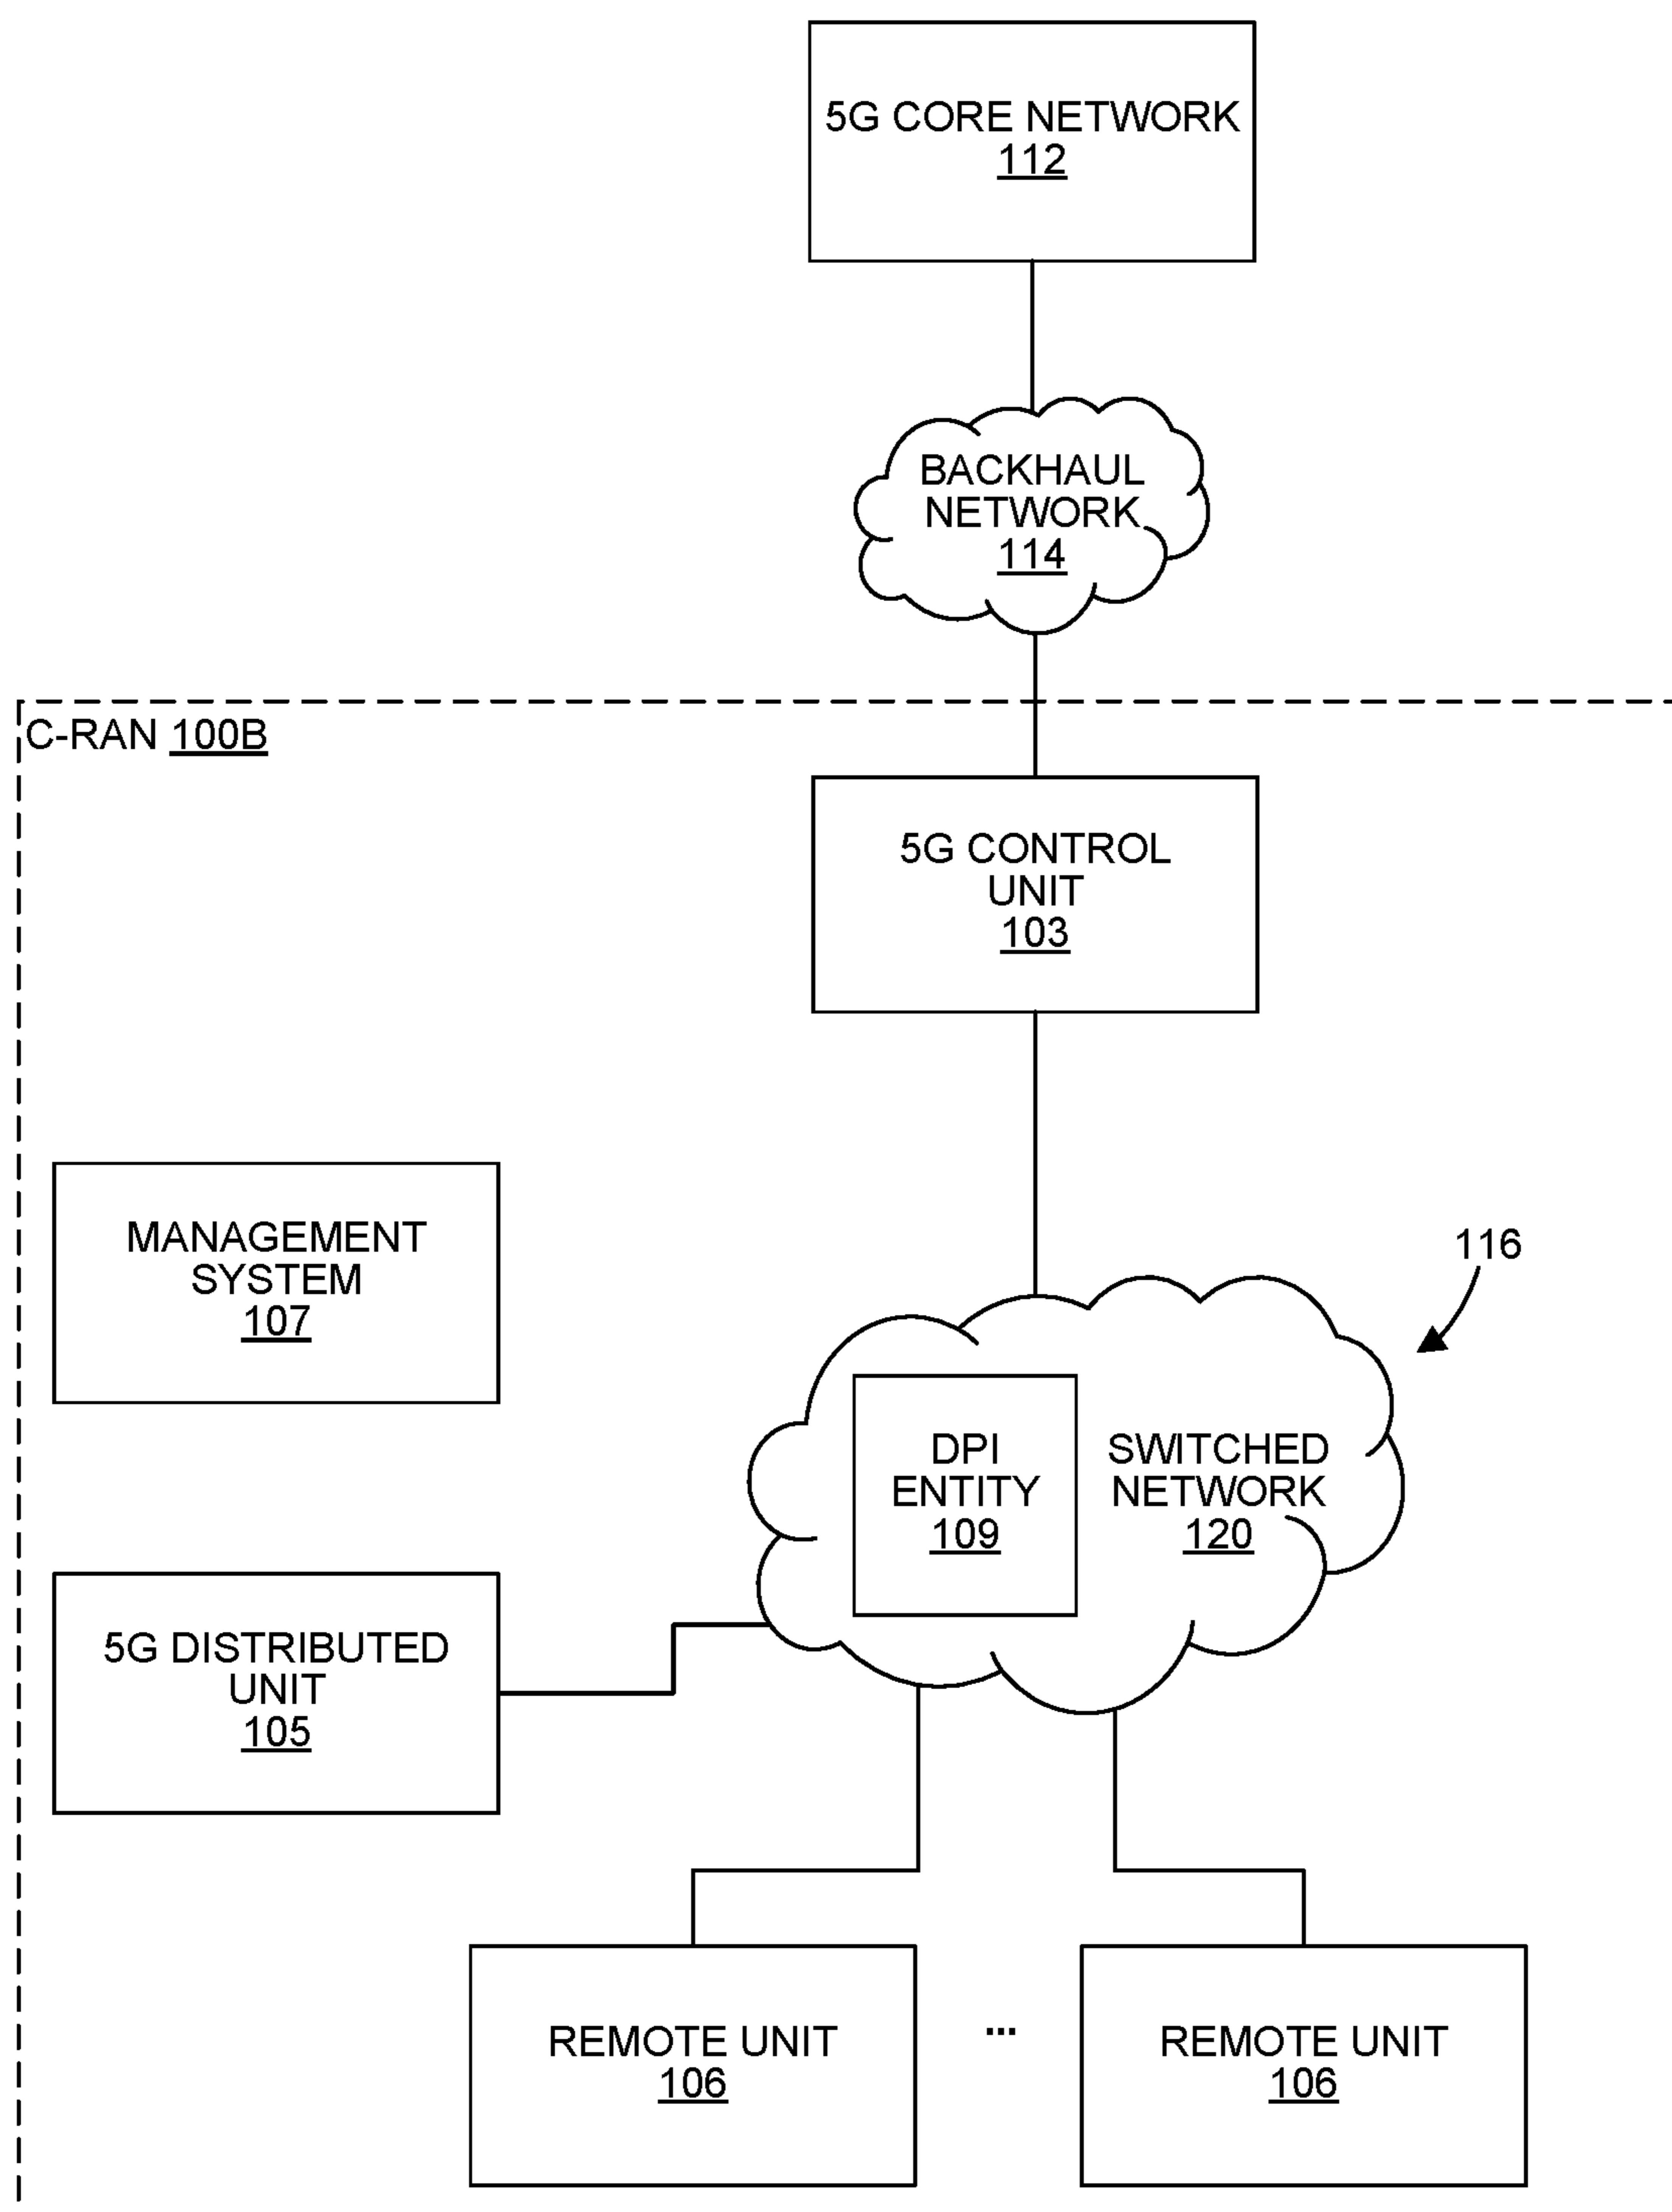 5G CORE NETWORK
112
BACKHAUL
NETWORK
114
C-RAN 100B
5G CONTROL
UNIT
103
MANAGEMENT
SYSTEM
107
116
DPI
ENTITY
109
SWITCHED
NETWORK
120
5G DISTRIBUTED
UNIT
105
REMOTE UNIT
106
...
REMOTE UNIT
106